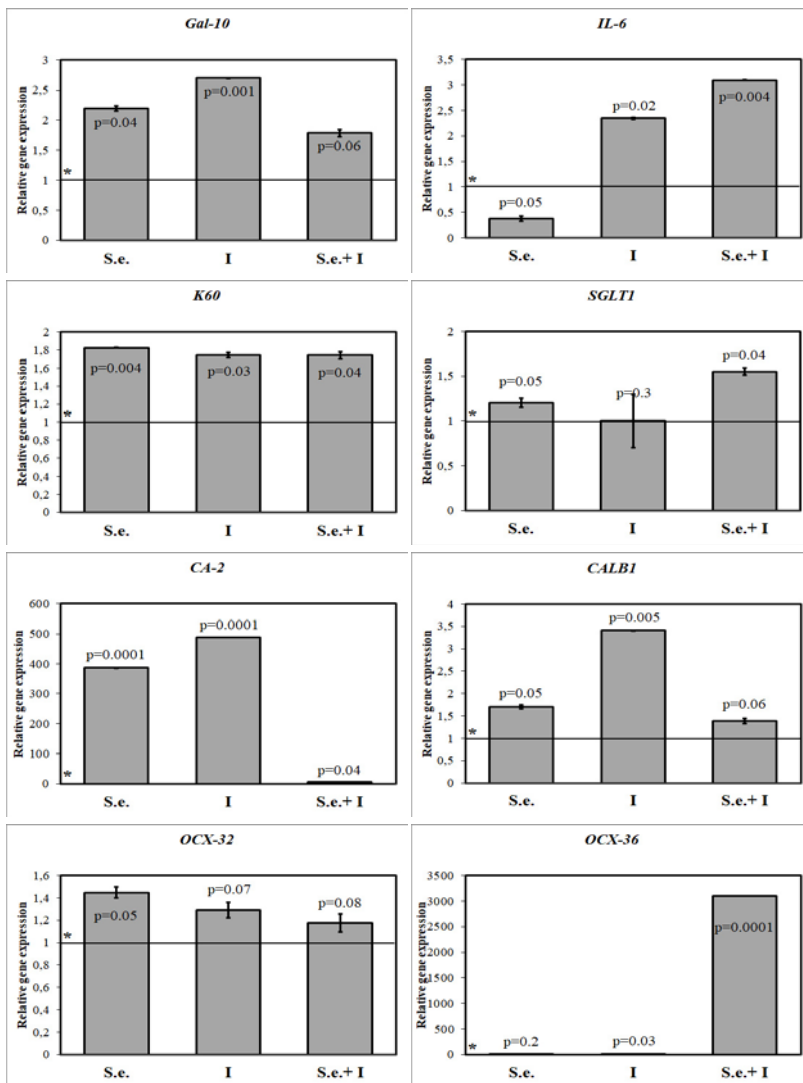 Gal-10
Relative gene expression
3
2,5
2
1,5
1
0,5
0
*
p=0.04
p=0.001
p=0.06
S.e.
I
S.e.+ I
IL-6
Relative gene expression
3,5
3
2,5
2
1,5
1
0,5
0
*
p=0.05
p=0.02
p=0.004
S.e.
I
S.e.+ I
K60
Relative gene expression
2
1,8
1,6
1,4
1,2
1
0,8
0,6
0,4
0,2
0
*
p=0.004
p=0.03
p=0.04
S.e.
I
S.e.+ I
SGLT1
Relative gene expression
2
1,5
1
0,5
0
*
p=0.05
p=0.3
p=0.04
S.e.
I
S.e.+ I
CA-2
Relative gene expression
600
500
400
300
200
100
0
*
p=0.0001
p=0.0001
p=0.04
S.e.
I
S.e.+ I
CALB1
Relative gene expression
4
3,5
3
2,5
2
1,5
1
0,5
0
*
p=0.05
p=0.005
p=0.06
S.e.
I
S.e.+ I
OCX-32
Relative gene expression
1,6
1,4
1,2
1
0,8
0,6
0,4
0,2
0
*
p=0.05
p=0.07
p=0.08
S.e.
I
S.e.+ I
OCX-36
Relative gene expression
3500
3000
2500
2000
1500
1000
500
0
*
p=0.2
p=0.03
p=0.0001
S.e.
I
S.e.+ I